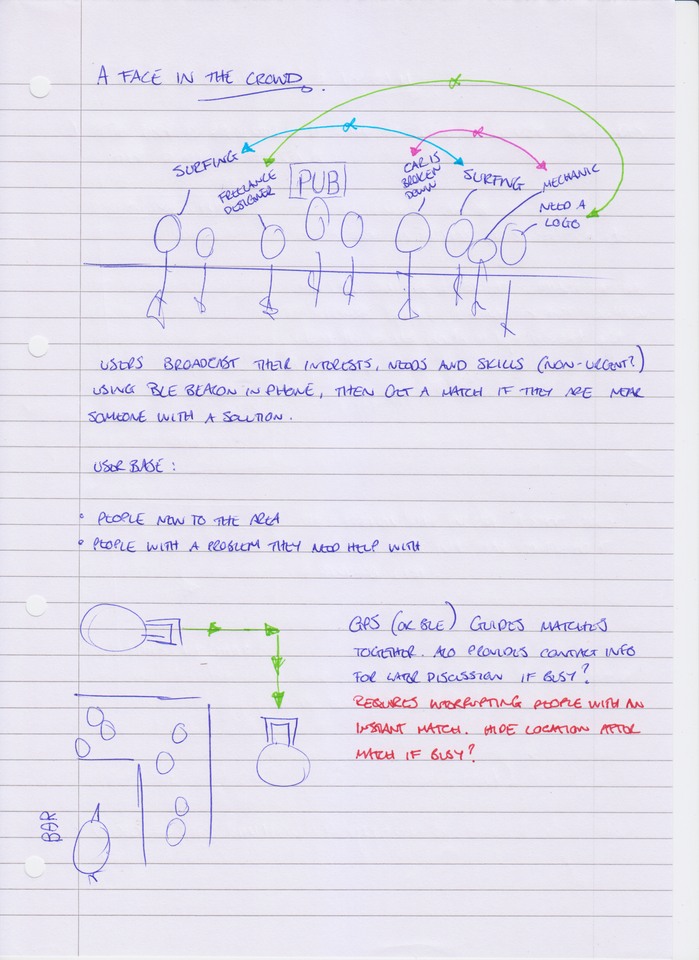 A FACE IN THE CROWD.
SURFING
FREELANCE
DESIGNER
PUB
CAR IS
BROKEN
DOWN
SURFING
MECHANIC
NEED A
LOGO
USERS BROADCAST THEIR INTERESTS, NEEDS AND SKILLS (NON-URGENT?)
USING BLE BEACON IN PHONE, THEN GET A MATCH IF THEY ARE NEAR
SOMEONE WITH A SOLUTION.
USER BASE:
• PEOPLE NEW TO THE AREA
• PEOPLE WITH A PROBLEM THEY NEED HELP WITH
GPS (OR BLE) GUIDES MATCHES
TOGETHER. ALSO PROVIDES CONTACT INFO
FOR LATER DISCUSSION IF BUSY?
REQUIRES INTERRUPTING PEOPLE WITH AN
INSTANT MATCH. HIDE LOCATION AFTER
MATCH IF BUSY?
BAR